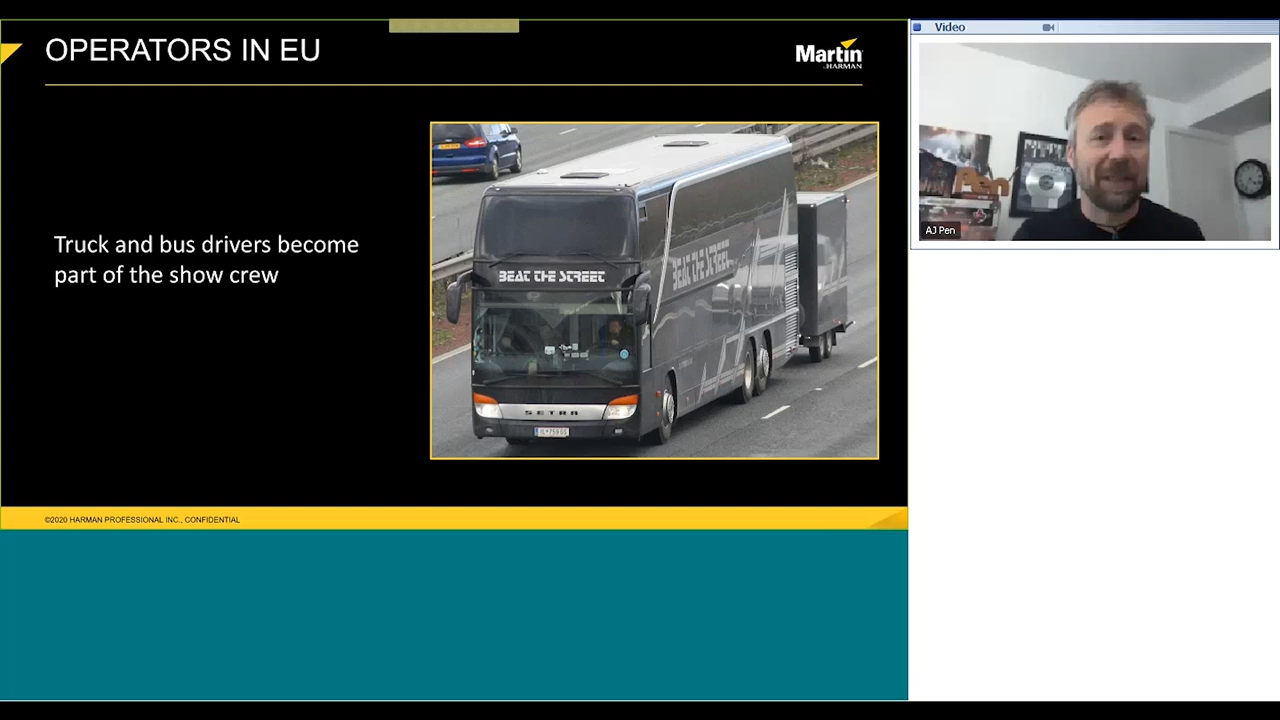 OPERATORS IN EU
Martin
by HARMAN
Truck and bus drivers become
part of the show crew
BEAT THE STREET
BEAT THE STREET
SETRA
©2020 HARMAN PROFESSIONAL INC., CONFIDENTIAL
Video
AJ Pen